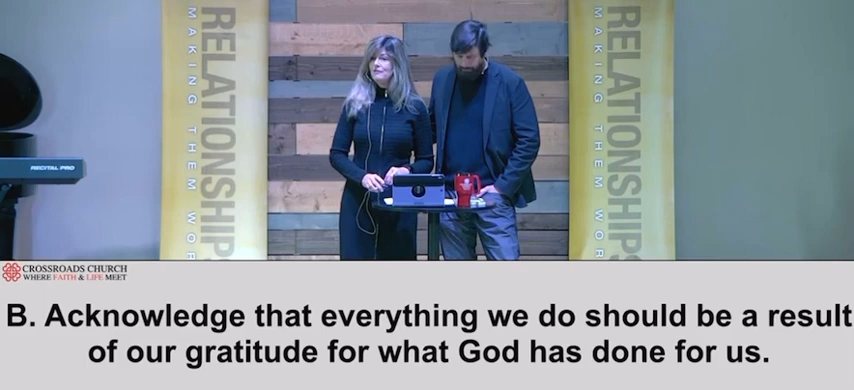 RELATIONSHIPS
MAKING THEM WORK
RELATIONSHIPS
MAKING THEM WOR
RECITAL PRO
CROSSROADS CHURCH
WHERE FAITH & LIFE MEET
B. Acknowledge that everything we do should be a result
of our gratitude for what God has done for us.